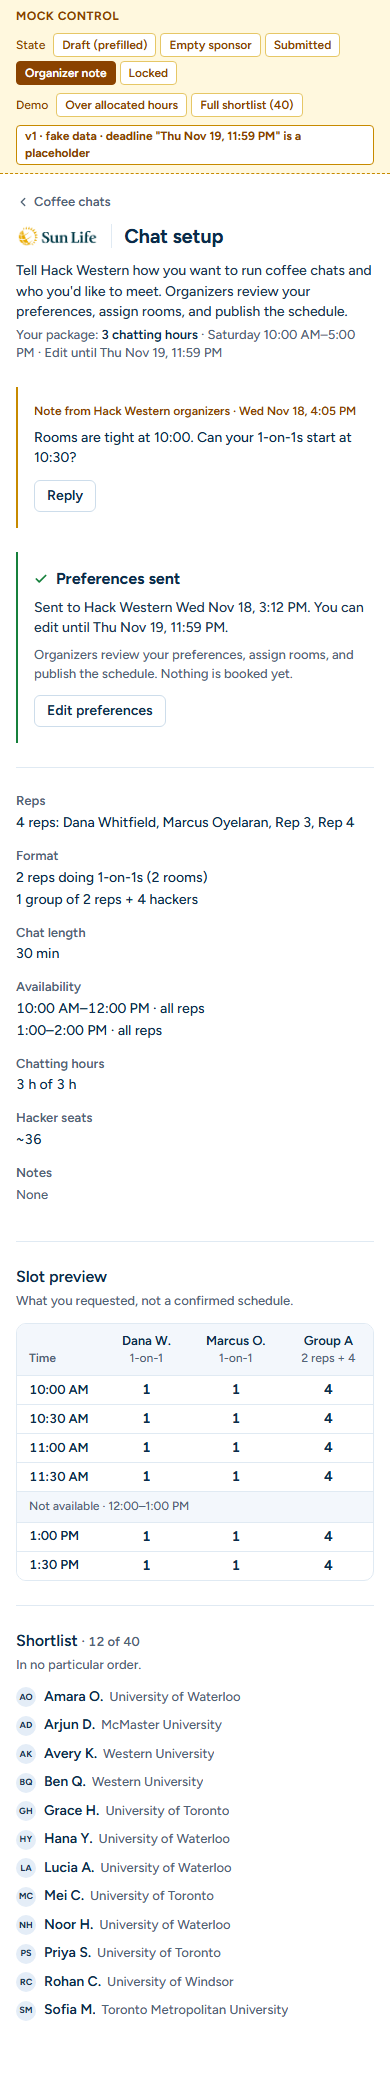 MOCK CONTROL
State Draft (prefilled) Empty sponsor Submitted
Organizer note Locked
Demo Over allocated hours Full shortlist (40)
v1 · fake data · deadline "Thu Nov 19, 11:59 PM" is a
placeholder
Coffee chats
Sun Life Chat setup
Tell Hack Western how you want to run coffee chats and
who you'd like to meet. Organizers review your
preferences, assign rooms, and publish the schedule.
Your package: 3 chatting hours · Saturday 10:00 AM–5:00
PM · Edit until Thu Nov 19, 11:59 PM
Note from Hack Western organizers · Wed Nov 18, 4:05 PM
Rooms are tight at 10:00. Can your 1-on-1s start at
10:30?
Reply
Preferences sent
Sent to Hack Western Wed Nov 18, 3:12 PM. You can
edit until Thu Nov 19, 11:59 PM.
Organizers review your preferences, assign rooms, and
publish the schedule. Nothing is booked yet.
Edit preferences
Reps
4 reps: Dana Whitfield, Marcus Oyelaran, Rep 3, Rep 4
Format
2 reps doing 1-on-1s (2 rooms)
1 group of 2 reps + 4 hackers
Chat length
30 min
Availability
10:00 AM–12:00 PM · all reps
1:00–2:00 PM · all reps
Chatting hours
3 h of 3 h
Hacker seats
~36
Notes
None
Slot preview
What you requested, not a confirmed schedule.
Dana W. Marcus O. Group A
Time 1-on-1 1-on-1 2 reps + 4
10:00 AM 1 1 4
10:30 AM 1 1 4
11:00 AM 1 1 4
11:30 AM 1 1 4
Not available · 12:00–1:00 PM
1:00 PM 1 1 4
1:30 PM 1 1 4
Shortlist · 12 of 40
In no particular order.
AO Amara O. University of Waterloo
AD Arjun D. McMaster University
AK Avery K. Western University
BQ Ben Q. Western University
GH Grace H. University of Toronto
HY Hana Y. University of Waterloo
LA Lucia A. University of Waterloo
MC Mei C. University of Toronto
NH Noor H. University of Waterloo
PS Priya S. University of Toronto
RC Rohan C. University of Windsor
SM Sofia M. Toronto Metropolitan University